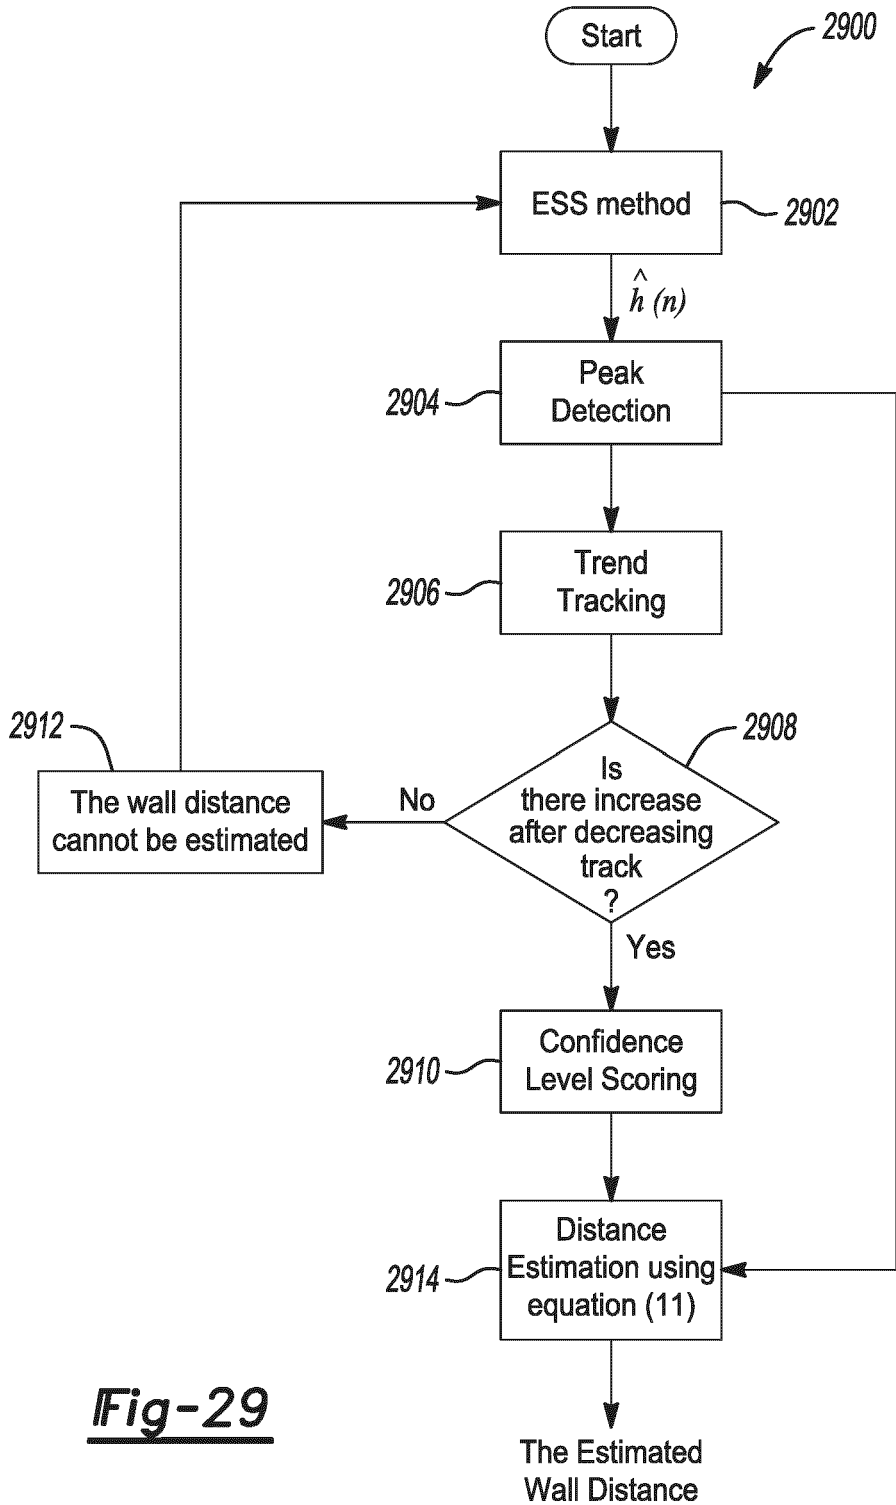 Start
2900
ESS method
2902
ĥ (n)
Peak
Detection
2904
Trend
Tracking
2906
2912
The wall distance
cannot be estimated
No
2908
Is
there increase
after decreasing
track
?
Yes
Confidence
Level Scoring
2910
Distance
Estimation using
equation (11)
2914
Fig-29
The Estimated
Wall Distance